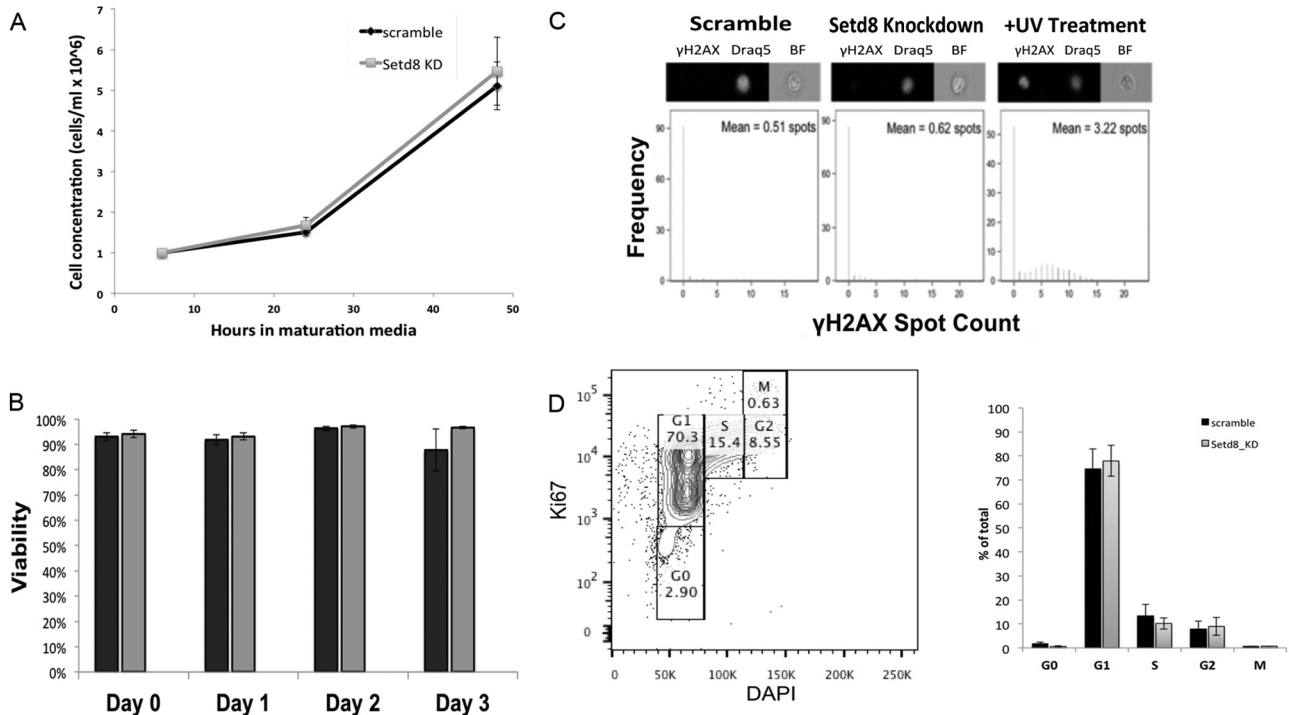 A
7
6
5
4
3
2
1
0
Cell concentration (cells/ml x 10^6)
scramble
Setd8 KD
0 10 20 30 40 50
Hours in maturation media
B
100%
90%
80%
70%
60%
50%
40%
30%
20%
10%
0%
Viability
Day 0 Day 1 Day 2 Day 3
C
Scramble Setd8 Knockdown +UV Treatment
γH2AX Draq5 BF γH2AX Draq5 BF γH2AX Draq5 BF
Mean = 0.51 spots
Mean = 0.62 spots
Mean = 3.22 spots
90
60
30
0
0 5 10 15
90
60
30
0
0 5 10 15
50
40
30
20
10
0
0 5 10 15 20
Frequency
γH2AX Spot Count
D
Ki67
10^5
10^4
10^3
10^2
0
M
0.63
G1
70.3
S
15.4
G2
8.55
G0
2.90
0 50K 100K 150K 200K 250K
DAPI
% of total
100
90
80
70
60
50
40
30
20
10
0
scramble
Setd8_KD
G0 G1 S G2 M